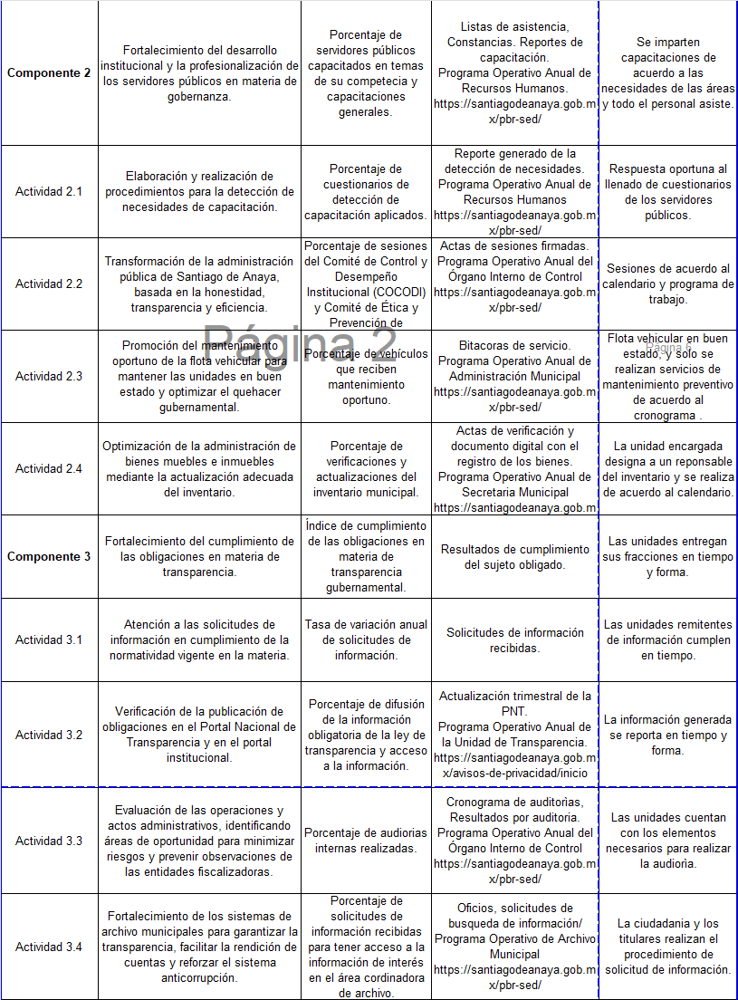 Componente 2
Fortalecimiento del desarrollo
institucional y la profesionalización de
los servidores públicos en materia de
gobernanza.
Porcentaje de
servidores públicos
capacitados en temas
de su competecia y
capacitaciones
generales.
Listas de asistencia,
Constancias. Reportes de
capacitación.
Programa Operativo Anual de
Recursos Humanos.
https://santiagodeanaya.gob.m
x/pbr-sed/
Se imparten
capacitaciones de
acuerdo a las
necesidades de las áreas
y todo el personal asiste.
Actividad 2.1
Elaboración y realización de
procedimientos para la detección de
necesidades de capacitación.
Porcentaje de
cuestionarios de
detección de
capacitación aplicados.
Reporte generado de la
detección de necesidades.
Programa Operativo Anual de
Recursos Humanos
https://santiagodeanaya.gob.m
x/pbr-sed/
Respuesta oportuna al
llenado de cuestionarios
de los servidores
públicos.
Actividad 2.2
Transformación de la administración
pública de Santiago de Anaya,
basada en la honestidad,
transparencia y eficiencia.
Porcentaje de sesiones
del Comité de Control y
Desempeño
Institucional (COCODI)
y Comité de Ética y
Prevención de
Actas de sesiones firmadas.
Programa Operativo Anual del
Órgano Interno de Control
https://santiagodeanaya.gob.m
x/pbr-sed/
Sesiones de acuerdo al
calendario y programa de
trabajo.
Página 2
Página 6
Actividad 2.3
Promoción del mantenimiento
oportuno de la flota vehicular para
mantener las unidades en buen
estado y optimizar el quehacer
gubernamental.
Porcentaje de vehículos
que reciben
mantenimiento
oportuno.
Bitacoras de servicio.
Programa Operativo Anual de
Administración Municipal
https://santiagodeanaya.gob.m
x/pbr-sed/
Flota vehicular en buen
estado, y solo se
realizan servicios de
mantenimiento preventivo
de acuerdo al
cronograma .
Actividad 2.4
Optimización de la administración de
bienes muebles e inmuebles
mediante la actualización adecuada
del inventario.
Porcentaje de
verificaciones y
actualizaciones del
inventario municipal.
Actas de verificación y
documento digital con el
registro de los bienes.
Programa Operativo Anual de
Secretaria Municipal
https://santiagodeanaya.gob.m
La unidad encargada
designa a un reponsable
del inventario y se realiza
de acuerdo al calendario.
Componente 3
Fortalecimiento del cumplimiento de
las obligaciones en materia de
transparencia.
Índice de cumplimiento
de las obligaciones en
materia de
transparencia
gubernamental.
Resultados de cumplimiento
del sujeto obligado.
Las unidades entregan
sus fracciones en tiempo
y forma.
Actividad 3.1
Atención a las solicitudes de
información en cumplimiento de la
normatividad vigente en la materia.
Tasa de variación anual
de solicitudes de
información.
Solicitudes de información
recibidas.
Las unidades remitentes
de información cumplen
en tiempo.
Actividad 3.2
Verificación de la publicación de
obligaciones en el Portal Nacional de
Transparencia y en el portal
institucional.
Porcentaje de difusión
de la información
obligatoria de la ley de
transparencia y acceso
a la información.
Actualización trimestral de la
PNT.
Programa Operativo Anual de
la Unidad de Transparencia.
https://santiagodeanaya.gob.m
x/avisos-de-privacidad/inicio
La información generada
se reporta en tiempo y
forma.
Actividad 3.3
Evaluación de las operaciones y
actos administrativos, identificando
áreas de oportunidad para minimizar
riesgos y prevenir observaciones de
las entidades fiscalizadoras.
Porcentaje de audiorias
internas realizadas.
Cronograma de auditorìas,
Resultados por auditoria.
Programa Operativo Anual del
Órgano Interno de Control
https://santiagodeanaya.gob.m
x/pbr-sed/
Las unidades cuentan
con los elementos
necesarios para realizar
la audiorìa.
Actividad 3.4
Fortalecimiento de los sistemas de
archivo municipales para garantizar la
transparencia, facilitar la rendición de
cuentas y reforzar el sistema
anticorrupción.
Porcentaje de
solicitudes de
información recibidas
para tener acceso a la
información de interés
en el área cordinadora
de archivo.
Oficios, solicitudes de
busqueda de información/
Programa Operativo de Archivo
Municipal
https://santiagodeanaya.gob.m
x/pbr-sed/
La ciudadania y los
titulares realizan el
procedimiento de
solicitud de información.